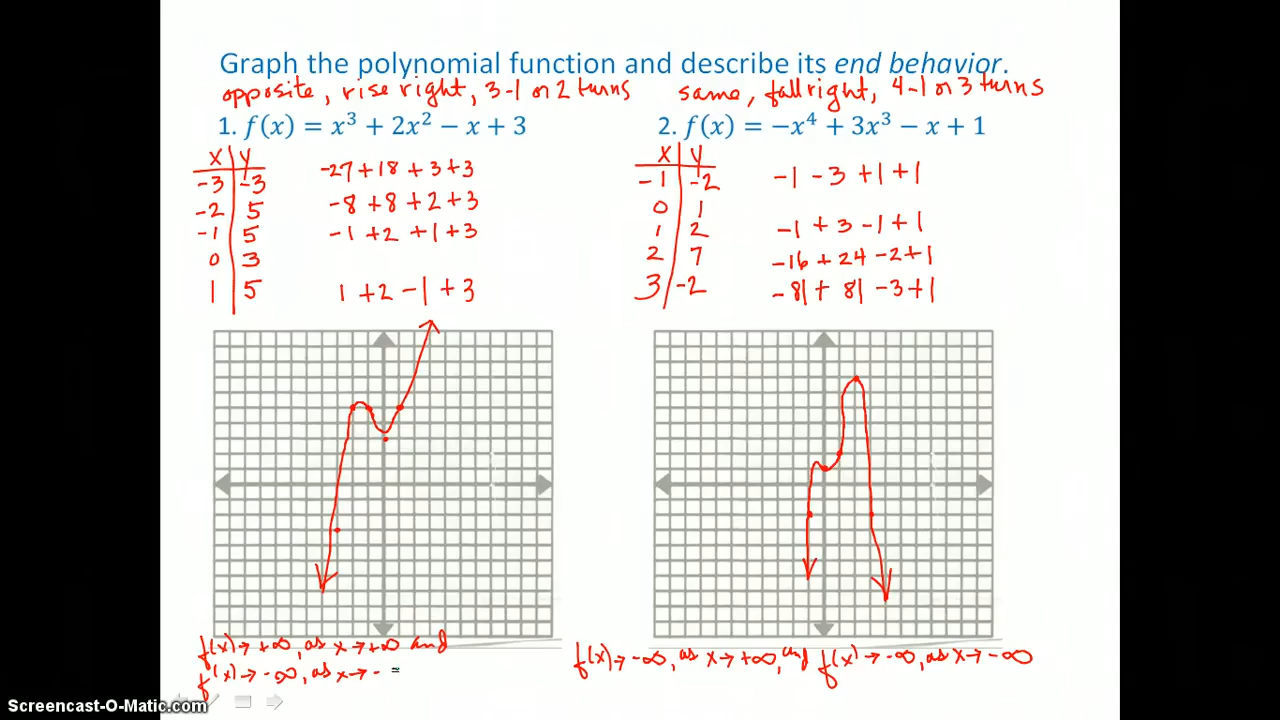 Graph the polynomial function and describe its end behavior.
opposite, rise right, 3-1 or 2 turns
same, fall right, 4-1 or 3 turns
1. f(x) = x³ + 2x² − x + 3
2. f(x) = −x⁴ + 3x³ − x + 1
x | y
-3 | -3
-2 | 5
-1 | 5
0 | 3
1 | 5
-27 + 18 + 3 + 3
-8 + 8 + 2 + 3
-1 + 2 + 1 + 3
1 + 2 - 1 + 3
x | y
-1 | -2
0 | 1
1 | 2
2 | 7
3 | -2
-1 - 3 + 1 + 1
-1 + 3 - 1 + 1
-16 + 24 - 2 + 1
-81 + 81 - 3 + 1
f(x) → +∞, as x → +∞ and
f(x) → -∞, as x → -
f(x) → -∞, as x → +∞, and f(x) → -∞, as x → -∞
Screencast-O-Matic.com